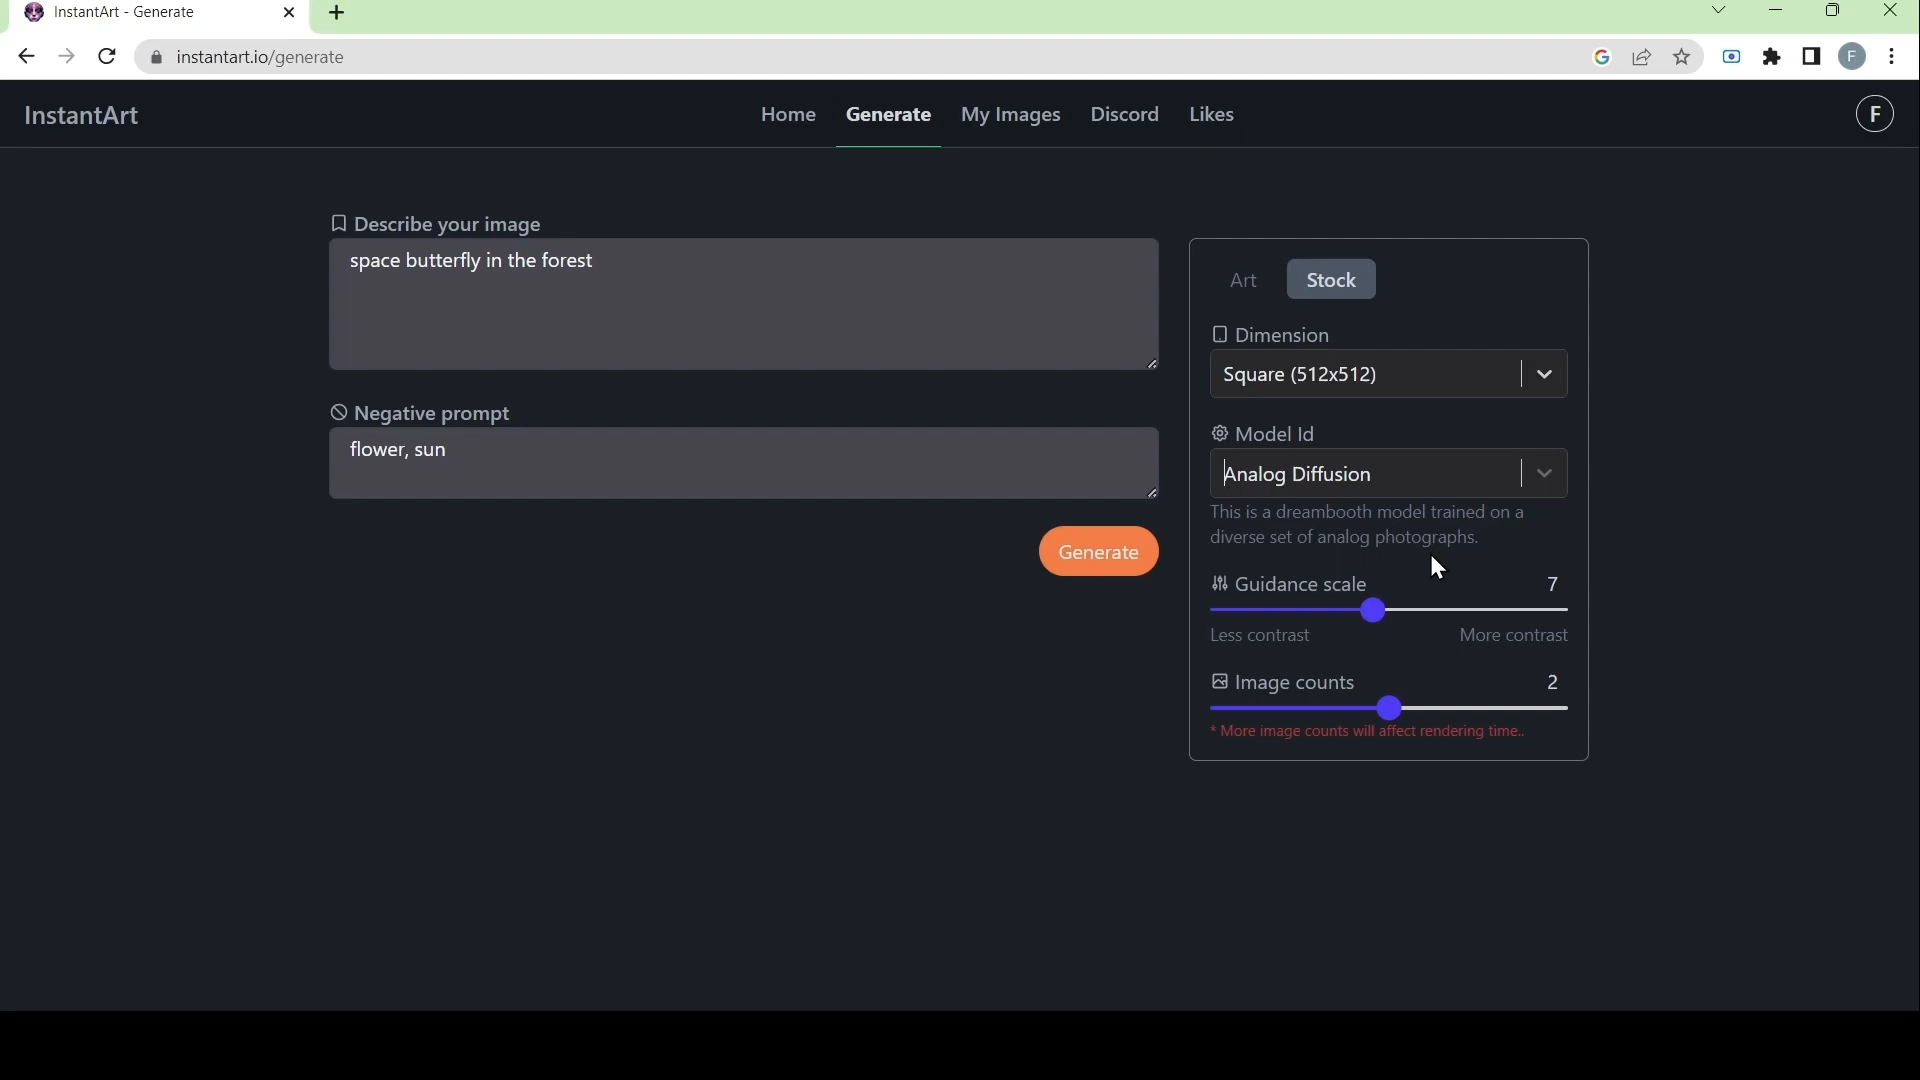 InstantArt - Generate
instantart.io/generate
F
InstantArt
Home Generate My Images Discord Likes
F
Describe your image
space butterfly in the forest
Negative prompt
flower, sun
Generate
Art Stock
Dimension
Square (512x512)
Model Id
Analog Diffusion
This is a dreambooth model trained on a
diverse set of analog photographs.
Guidance scale 7
Less contrast More contrast
Image counts 2
* More image counts will affect rendering time..